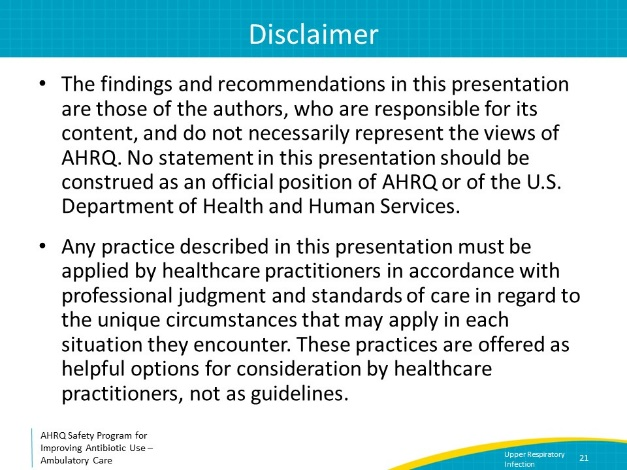 Disclaimer
• The findings and recommendations in this presentation
are those of the authors, who are responsible for its
content, and do not necessarily represent the views of
AHRQ. No statement in this presentation should be
construed as an official position of AHRQ or of the U.S.
Department of Health and Human Services.
• Any practice described in this presentation must be
applied by healthcare practitioners in accordance with
professional judgment and standards of care in regard to
the unique circumstances that may apply in each
situation they encounter. These practices are offered as
helpful options for consideration by healthcare
practitioners, not as guidelines.
AHRQ Safety Program for
Improving Antibiotic Use –
Ambulatory Care
Upper Respiratory
Infection
21